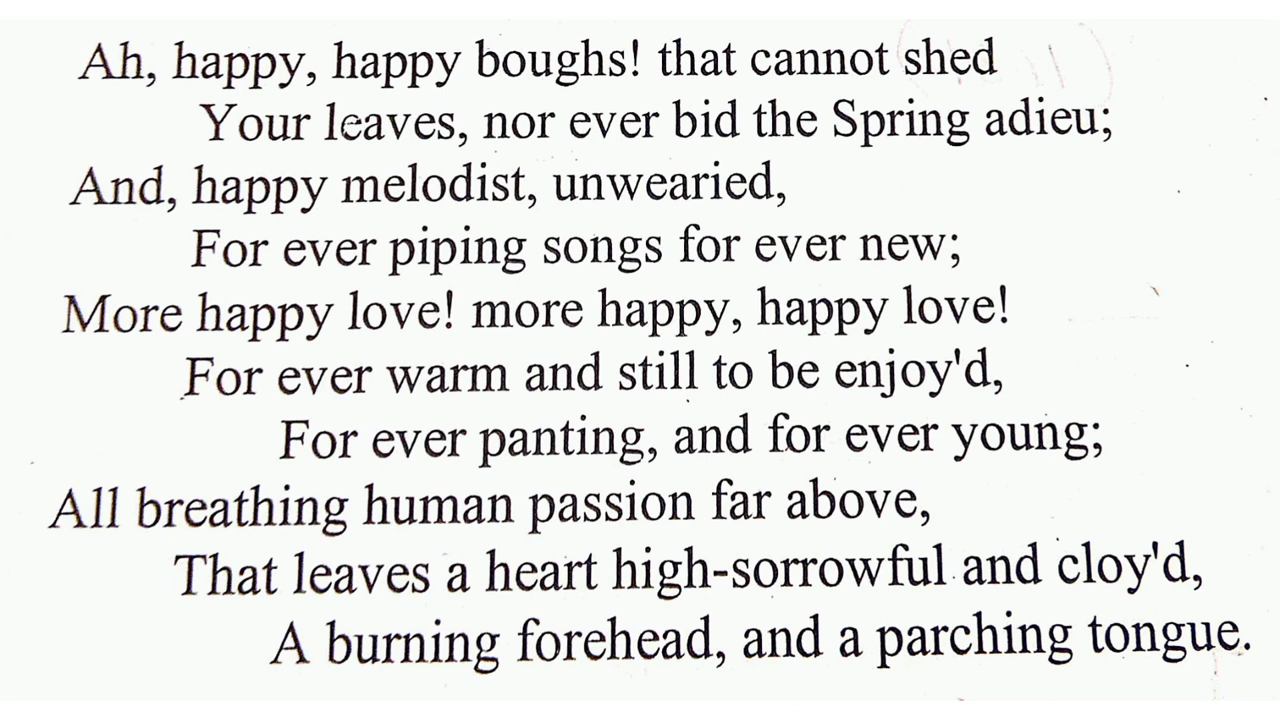 Ah, happy, happy boughs! that cannot shed
Your leaves, nor ever bid the Spring adieu;
And, happy melodist, unwearied,
For ever piping songs for ever new;
More happy love! more happy, happy love!
For ever warm and still to be enjoy'd,
For ever panting, and for ever young;
All breathing human passion far above,
That leaves a heart high-sorrowful and cloy'd,
A burning forehead, and a parching tongue.